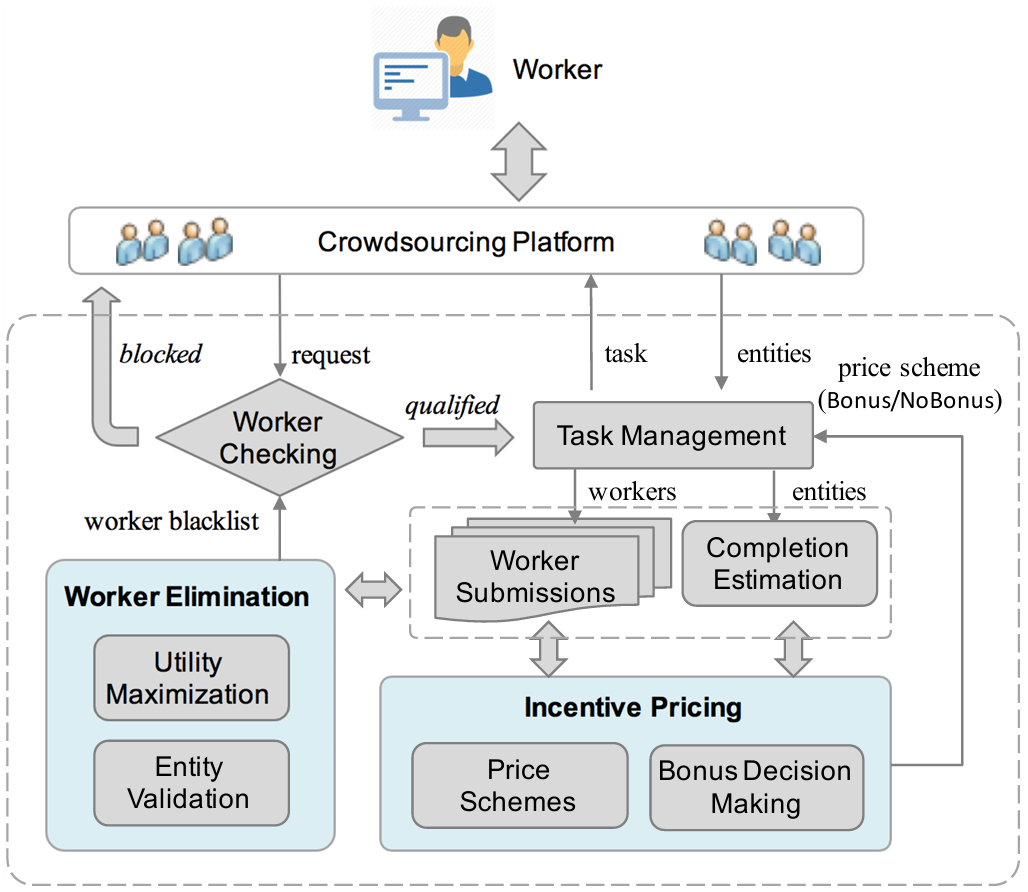 Worker
Crowdsourcing Platform
blocked
request
task
entities
price scheme
(Bonus/NoBonus)
qualified
Worker
Checking
Task Management
workers
entities
worker blacklist
Worker
Submissions
Completion
Estimation
Worker Elimination
Utility
Maximization
Entity
Validation
Incentive Pricing
Price
Schemes
Bonus Decision
Making